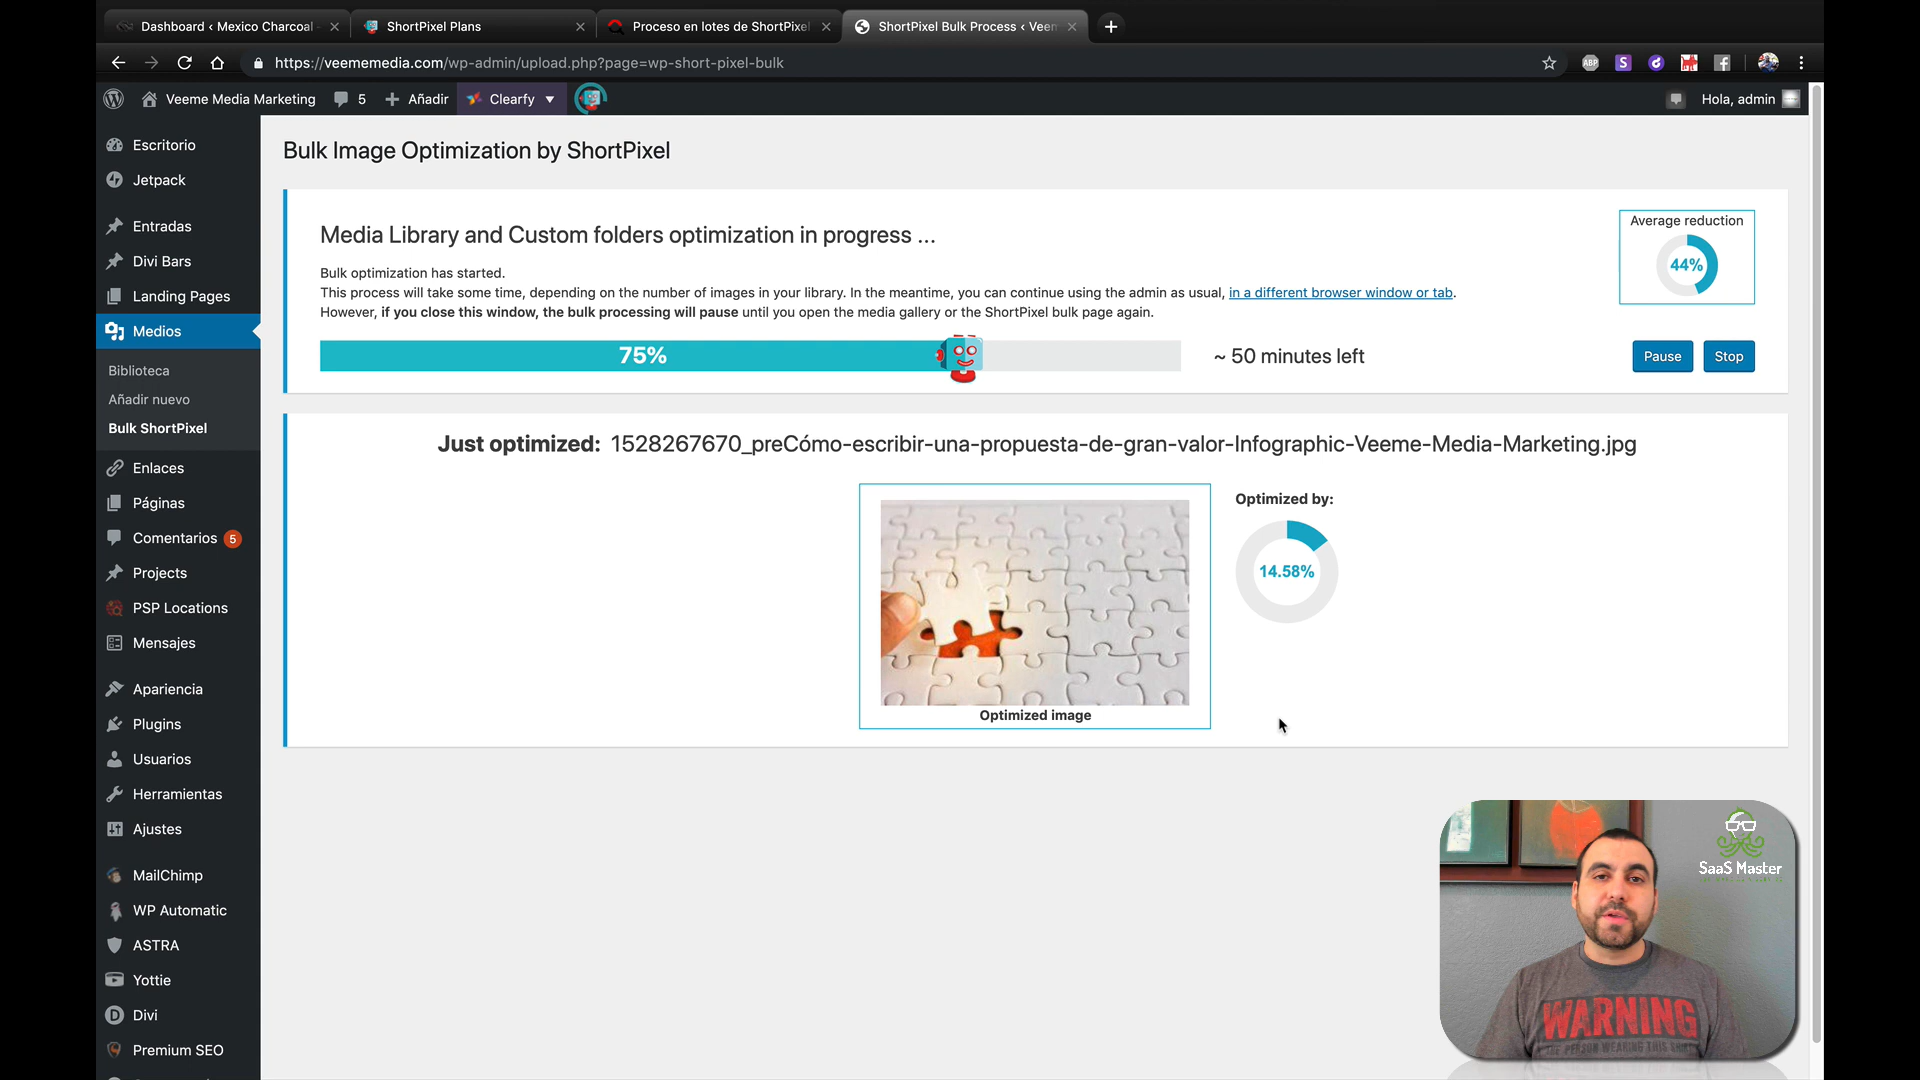 Dashboard ‹ Mexico Charcoal
ShortPixel Plans
Proceso en lotes de ShortPixel
ShortPixel Bulk Process ‹ Veem
https://veememedia.com/wp-admin/upload.php?page=wp-short-pixel-bulk
ABP
S
Veeme Media Marketing
5
Añadir
Clearfy
Hola, admin
Escritorio
Jetpack
Entradas
Divi Bars
Landing Pages
Medios
Biblioteca
Añadir nuevo
Bulk ShortPixel
Enlaces
Páginas
Comentarios 5
Projects
PSP Locations
Mensajes
Apariencia
Plugins
Usuarios
Herramientas
Ajustes
MailChimp
WP Automatic
ASTRA
Yottie
Divi
Premium SEO
Bulk Image Optimization by ShortPixel
Media Library and Custom folders optimization in progress ...
Bulk optimization has started.
This process will take some time, depending on the number of images in your library. In the meantime, you can continue using the admin as usual, in a different browser window or tab.
However, if you close this window, the bulk processing will pause until you open the media gallery or the ShortPixel bulk page again.
Average reduction
44%
75%
~ 50 minutes left
Pause
Stop
Just optimized: 1528267670_preCómo-escribir-una-propuesta-de-gran-valor-Infographic-Veeme-Media-Marketing.jpg
Optimized by:
14.58%
Optimized image
SaaS Master
WARNING
THE PERSON WEARING THIS SHIRT